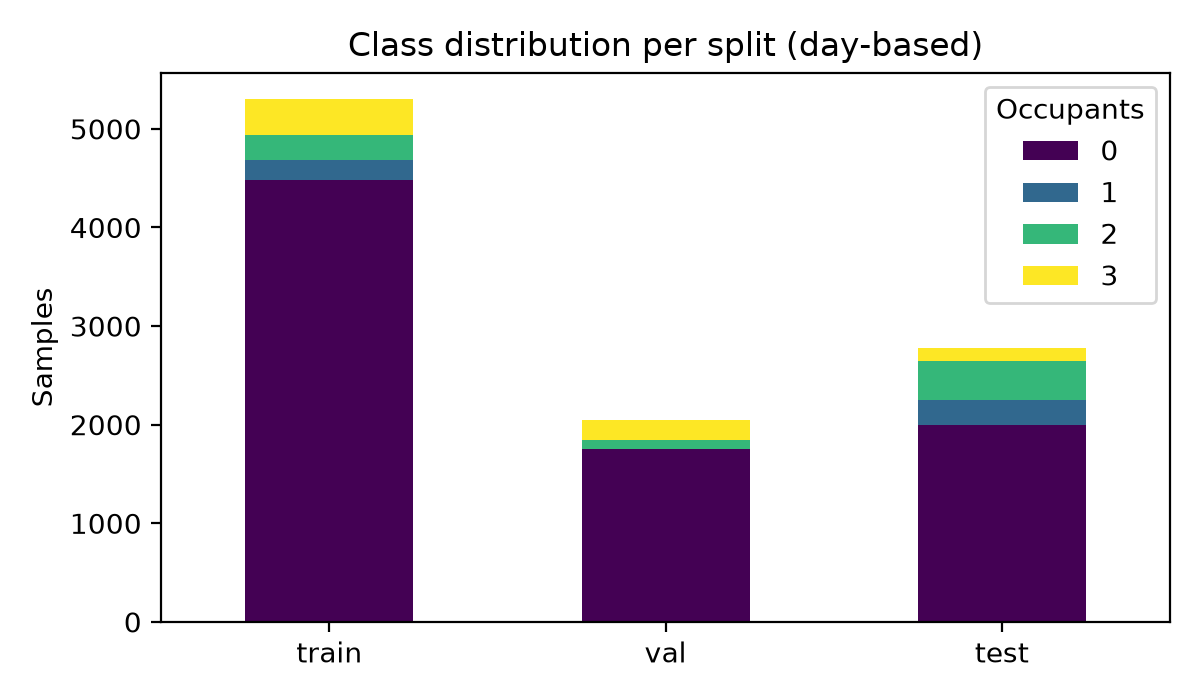 Class distribution per split (day-based)
Samples
5000
4000
3000
2000
1000
0
train
val
test
Occupants
0
1
2
3